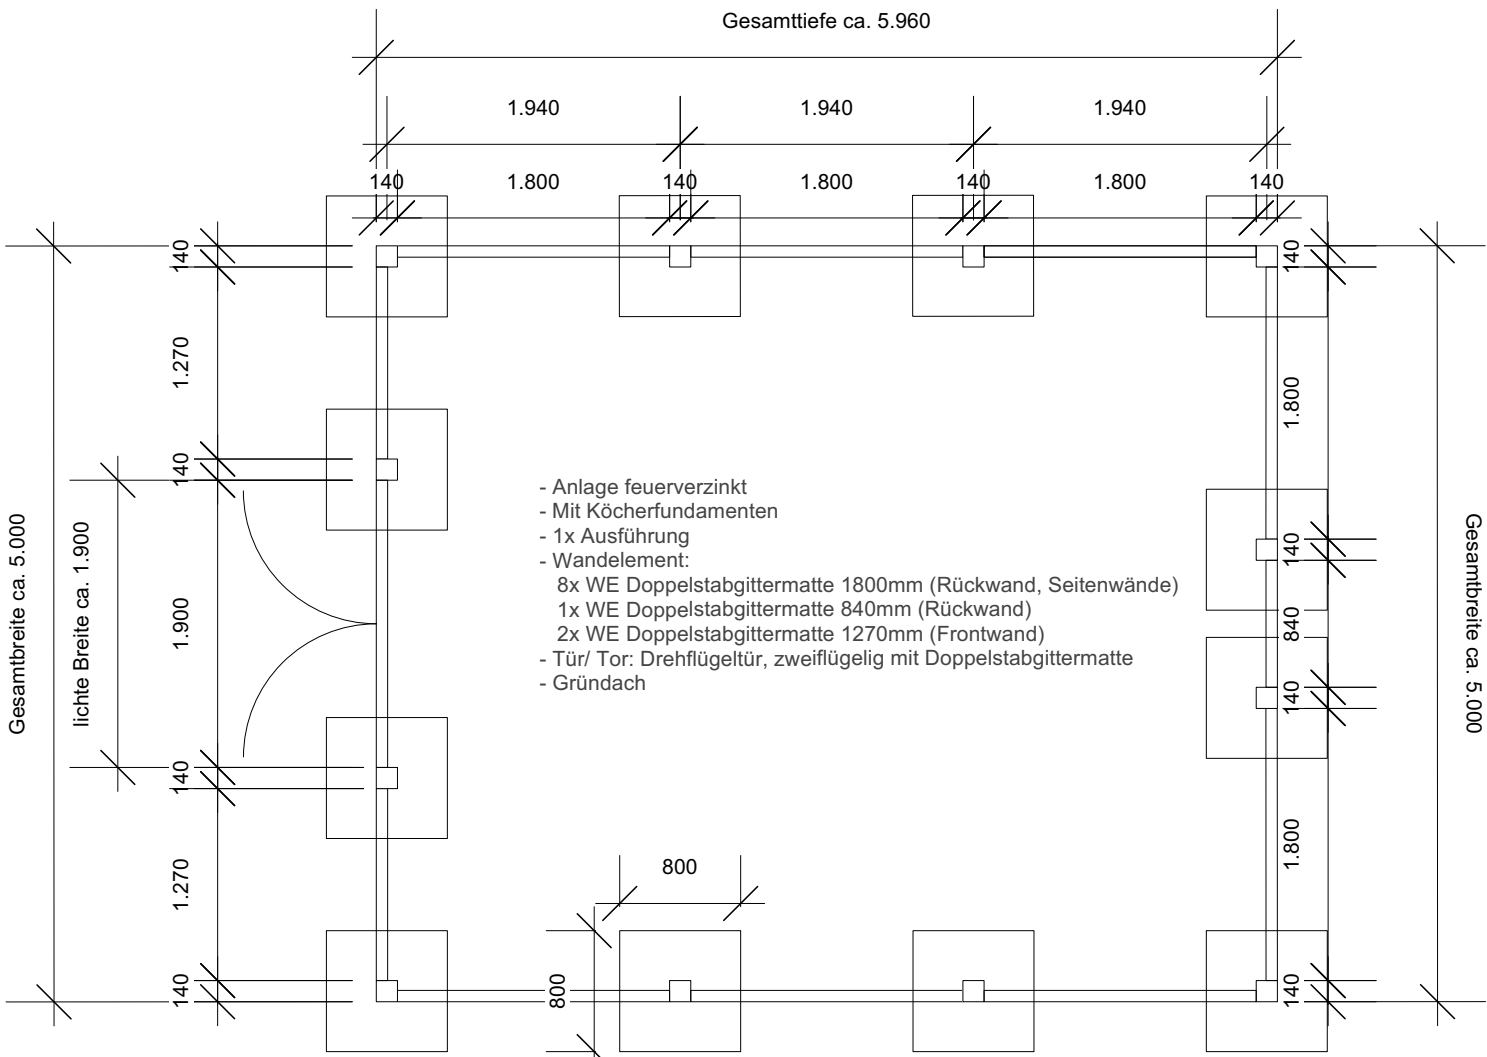 Gesamttiefe ca. 5.960
1.940
1.940
1.940
140
1.800
140
1.800
140
1.800
140
140
1.270
140
1.900
140
1.270
140
lichte Breite ca. 1.900
Gesamtbreite ca. 5.000
- Anlage feuerverzinkt
- Mit Köcherfundamenten
- 1x Ausführung
- Wandelement:
8x WE Doppelstabgittermatte 1800mm (Rückwand, Seitenwände)
1x WE Doppelstabgittermatte 840mm (Rückwand)
2x WE Doppelstabgittermatte 1270mm (Frontwand)
- Tür/ Tor: Drehflügeltür, zweiflügelig mit Doppelstabgittermatte
- Gründach
140
1.800
140
840
140
1.800
140
Gesamtbreite ca. 5.000
800
800